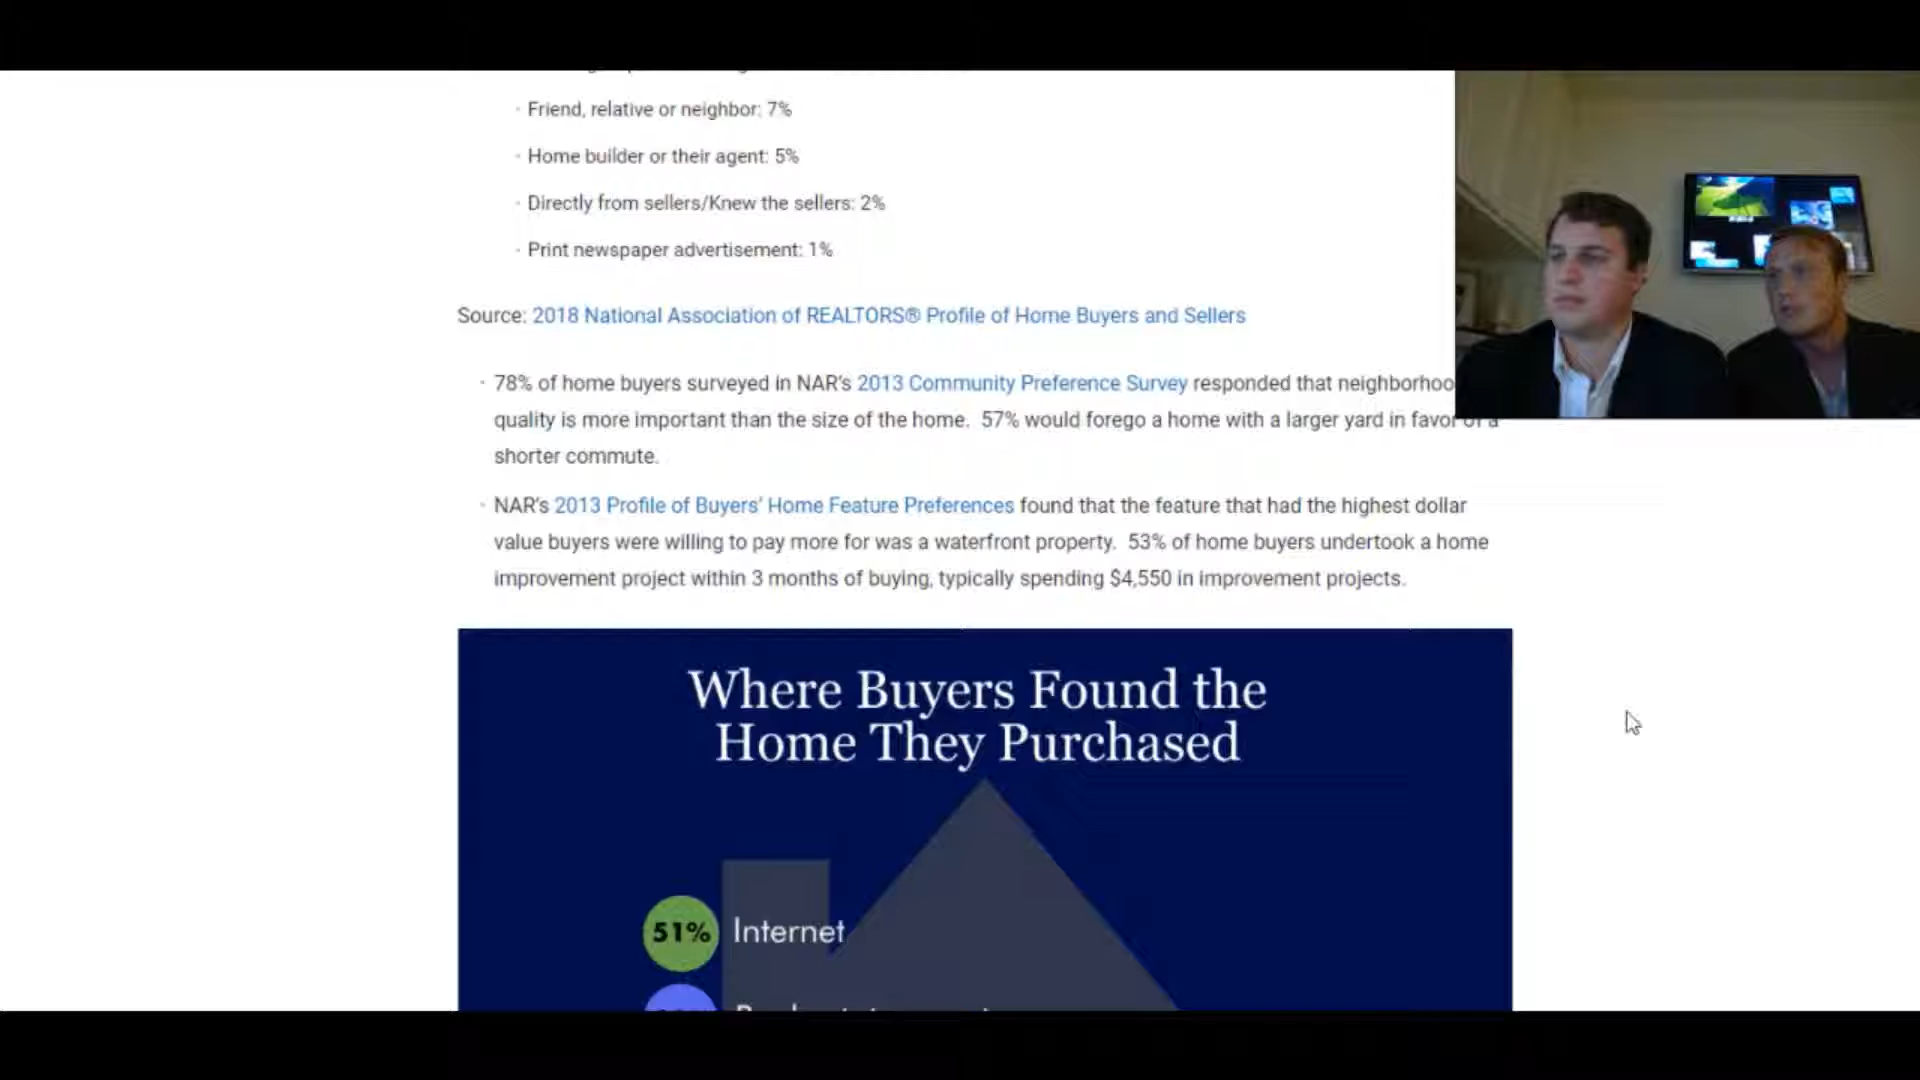 · Friend, relative or neighbor: 7%
· Home builder or their agent: 5%
· Directly from sellers/Knew the sellers: 2%
· Print newspaper advertisement: 1%
Source: 2018 National Association of REALTORS® Profile of Home Buyers and Sellers
· 78% of home buyers surveyed in NAR's 2013 Community Preference Survey responded that
quality is more important than the size of the home. 57% would forego a home with a larger yard in favor of a
shorter commute.
· NAR's 2013 Profile of Buyers' Home Feature Preferences found that the feature that had the highest dollar
value buyers were willing to pay more for was a waterfront property. 53% of home buyers undertook a home
improvement project within 3 months of buying, typically spending $4,550 in improvement projects.
Where Buyers Found the
Home They Purchased
51% Internet